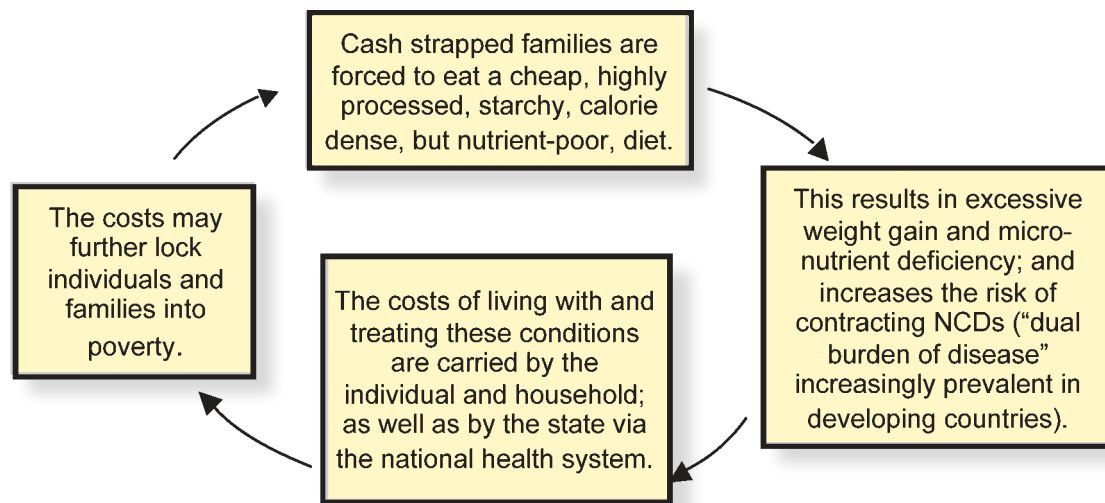 Cash strapped families are
forced to eat a cheap, highly
processed, starchy, calorie
dense, but nutrient-poor, diet.
This results in excessive
weight gain and micro-
nutrient deficiency; and
increases the risk of
contracting NCDs (“dual
burden of disease”
increasingly prevalent in
developing countries).
The costs of living with and
treating these conditions
are carried by the
individual and household;
as well as by the state via
the national health system.
The costs may
further lock
individuals and
families into
poverty.